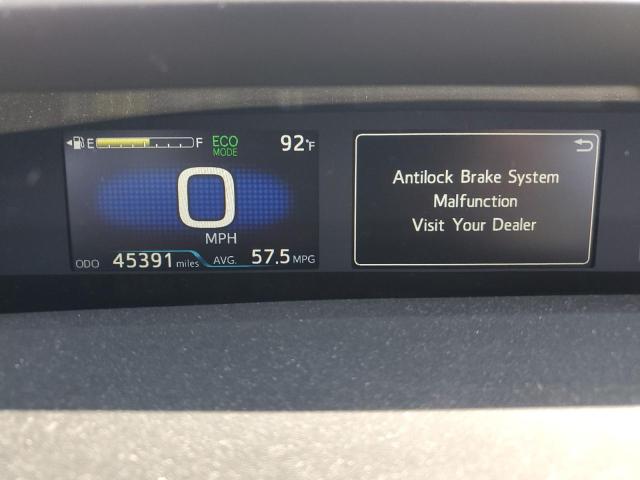 E F ECO 92°F
MODE
0
MPH
ODO 45391 miles AVG. 57.5 MPG
Antilock Brake System
Malfunction
Visit Your Dealer